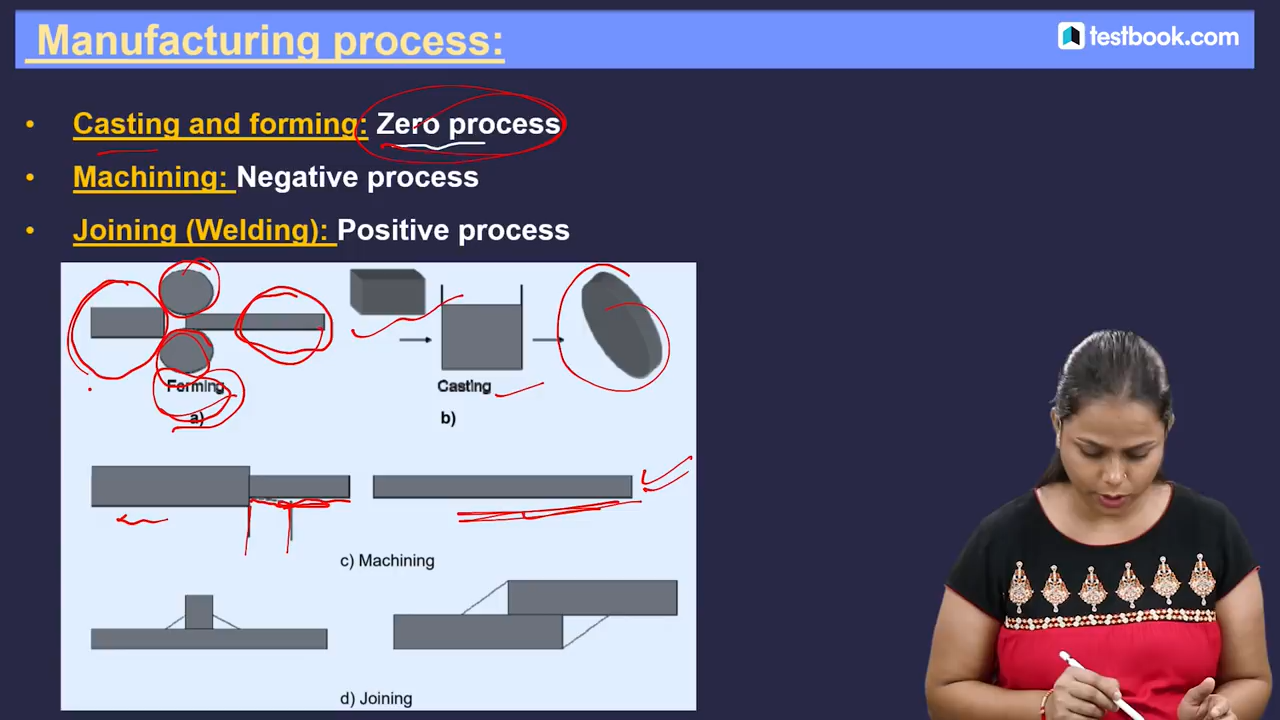 Manufacturing process:
testbook.com
• Casting and forming: Zero process
• Machining: Negative process
• Joining (Welding): Positive process
Forming
a)
Casting
b)
c) Machining
d) Joining